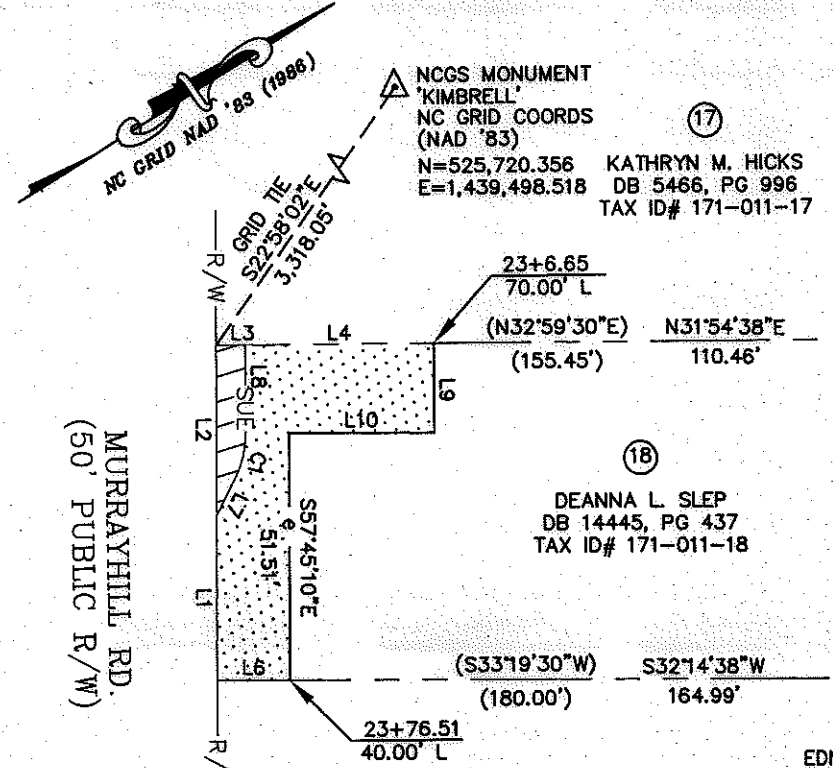 NC GRID NAD '83 (1986)
NCGS MONUMENT
'KIMBRELL'
NC GRID COORDS
(NAD '83)
N=525,720.356
E=1,439,498.518
17
KATHRYN M. HICKS
DB 5466, PG 996
TAX ID# 171-011-17
GRID TIE
S22°58'02"E
3,318.05'
R/W
23+6.65
70.00' L
L3
L4
(N32°59'30"E)
(155.45')
N31°54'38"E
110.46'
L8
SUE
L9
L2
L10
C1
L7
S57°45'10"E
51.51'
e
18
DEANNA L. SLEP
DB 14445, PG 437
TAX ID# 171-011-18
MURRAYHILL RD.
(50' PUBLIC R/W)
L1
L6
(S33°19'30"W)
(180.00')
S32°14'38"W
164.99'
23+76.51
40.00' L